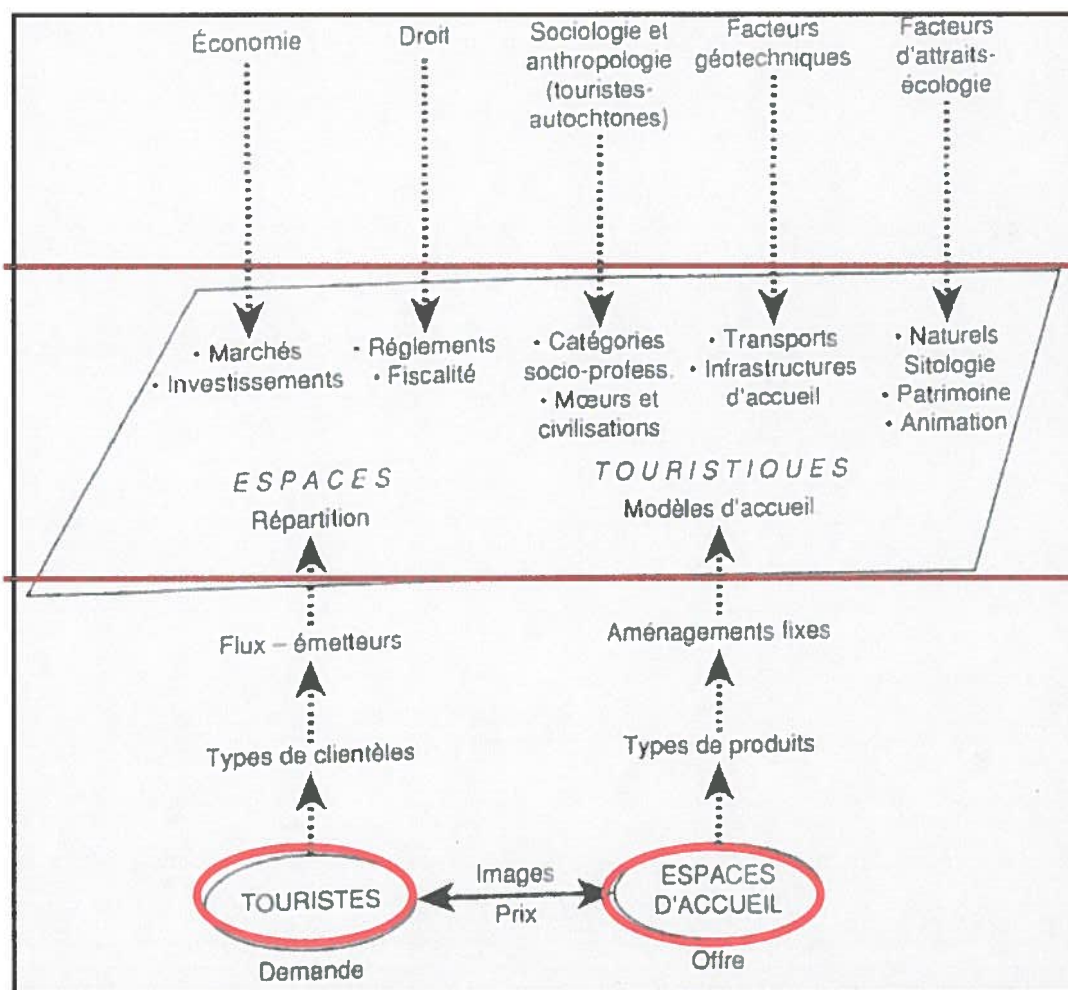 Économie
Droit
Sociologie et
anthropologie
(touristes-
autochtones)
Facteurs
géotechniques
Facteurs
d'attraits-
écologie
• Marchés
• Investissements
• Réglements
• Fiscalité
• Catégories
socio-profess.
• Mœurs et
civilisations
• Transports
• Infrastructures
d'accueil
• Naturels
Sitologie
• Patrimoine
• Animation
ESPACES
TOURISTIQUES
Répartition
Modèles d'accueil
Flux – émetteurs
Aménagements fixes
Types de clientèles
Types de produits
TOURISTES
Images
Prix
ESPACES
D'ACCUEIL
Demande
Offre